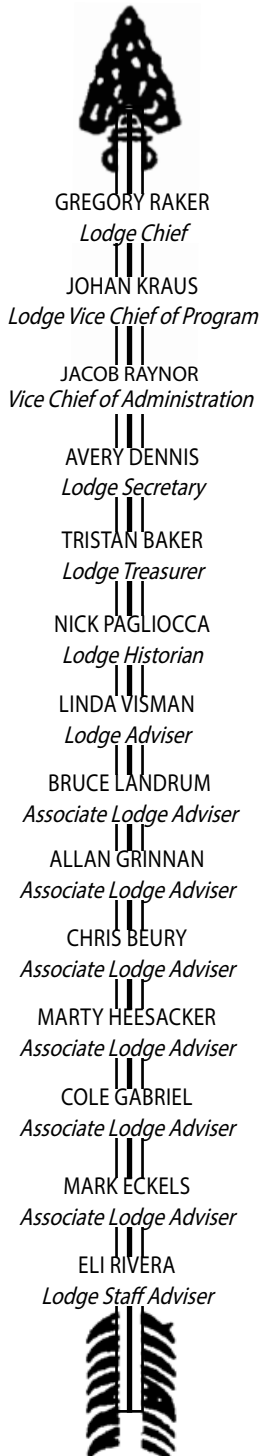 GREGORY RAKER
Lodge Chief
JOHAN KRAUS
Lodge Vice Chief of Program
JACOB RAYNOR
Vice Chief of Administration
AVERY DENNIS
Lodge Secretary
TRISTAN BAKER
Lodge Treasurer
NICK PAGLIOCCA
Lodge Historian
LINDA VISMAN
Lodge Adviser
BRUCE LANDRUM
Associate Lodge Adviser
ALLAN GRINNAN
Associate Lodge Adviser
CHRIS BEURY
Associate Lodge Adviser
MARTY HEESACKER
Associate Lodge Adviser
COLE GABRIEL
Associate Lodge Adviser
MARK ECKELS
Associate Lodge Adviser
ELI RIVERA
Lodge Staff Adviser